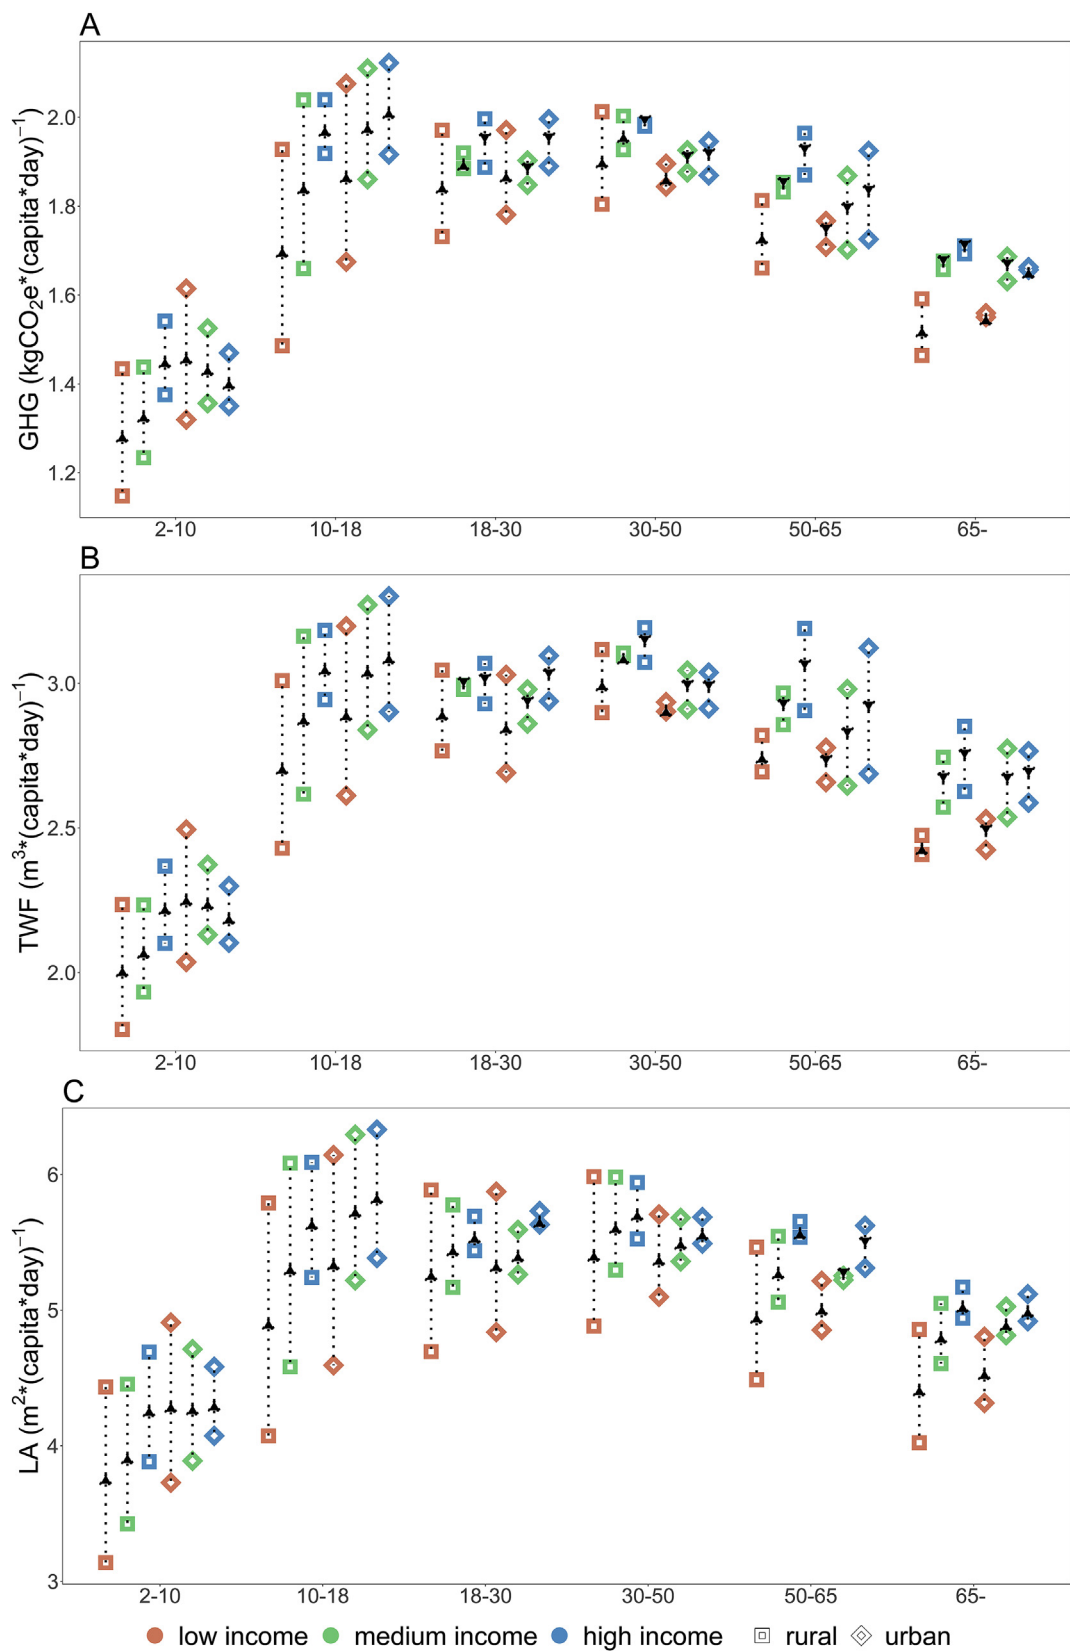 A
GHG (kgCO₂e*(capita*day)⁻¹)
2.0
1.8
1.6
1.4
1.2
2-10 10-18 18-30 30-50 50-65 65-
B
TWF (m³*(capita*day)⁻¹)
3.0
2.5
2.0
2-10 10-18 18-30 30-50 50-65 65-
C
LA (m²*(capita*day)⁻¹)
6
5
4
3
2-10 10-18 18-30 30-50 50-65 65-
low income medium income high income rural urban